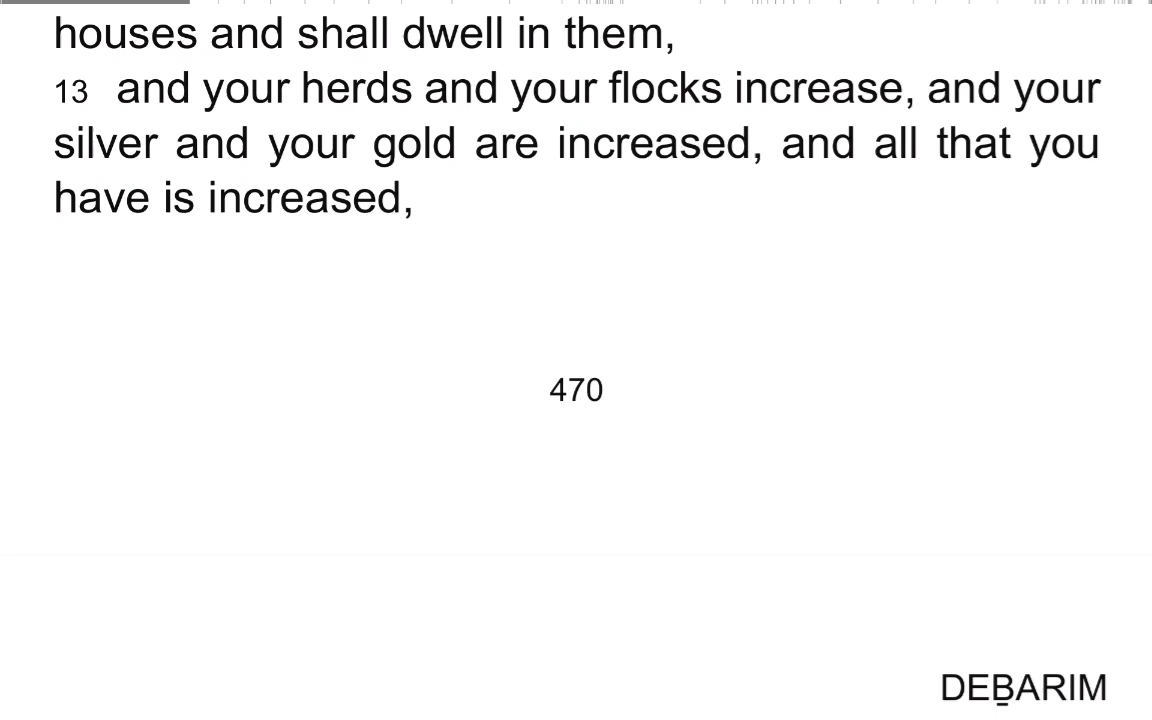 houses and shall dwell in them,
13 and your herds and your flocks increase, and your
silver and your gold are increased, and all that you
have is increased,
470
DEḆARIM